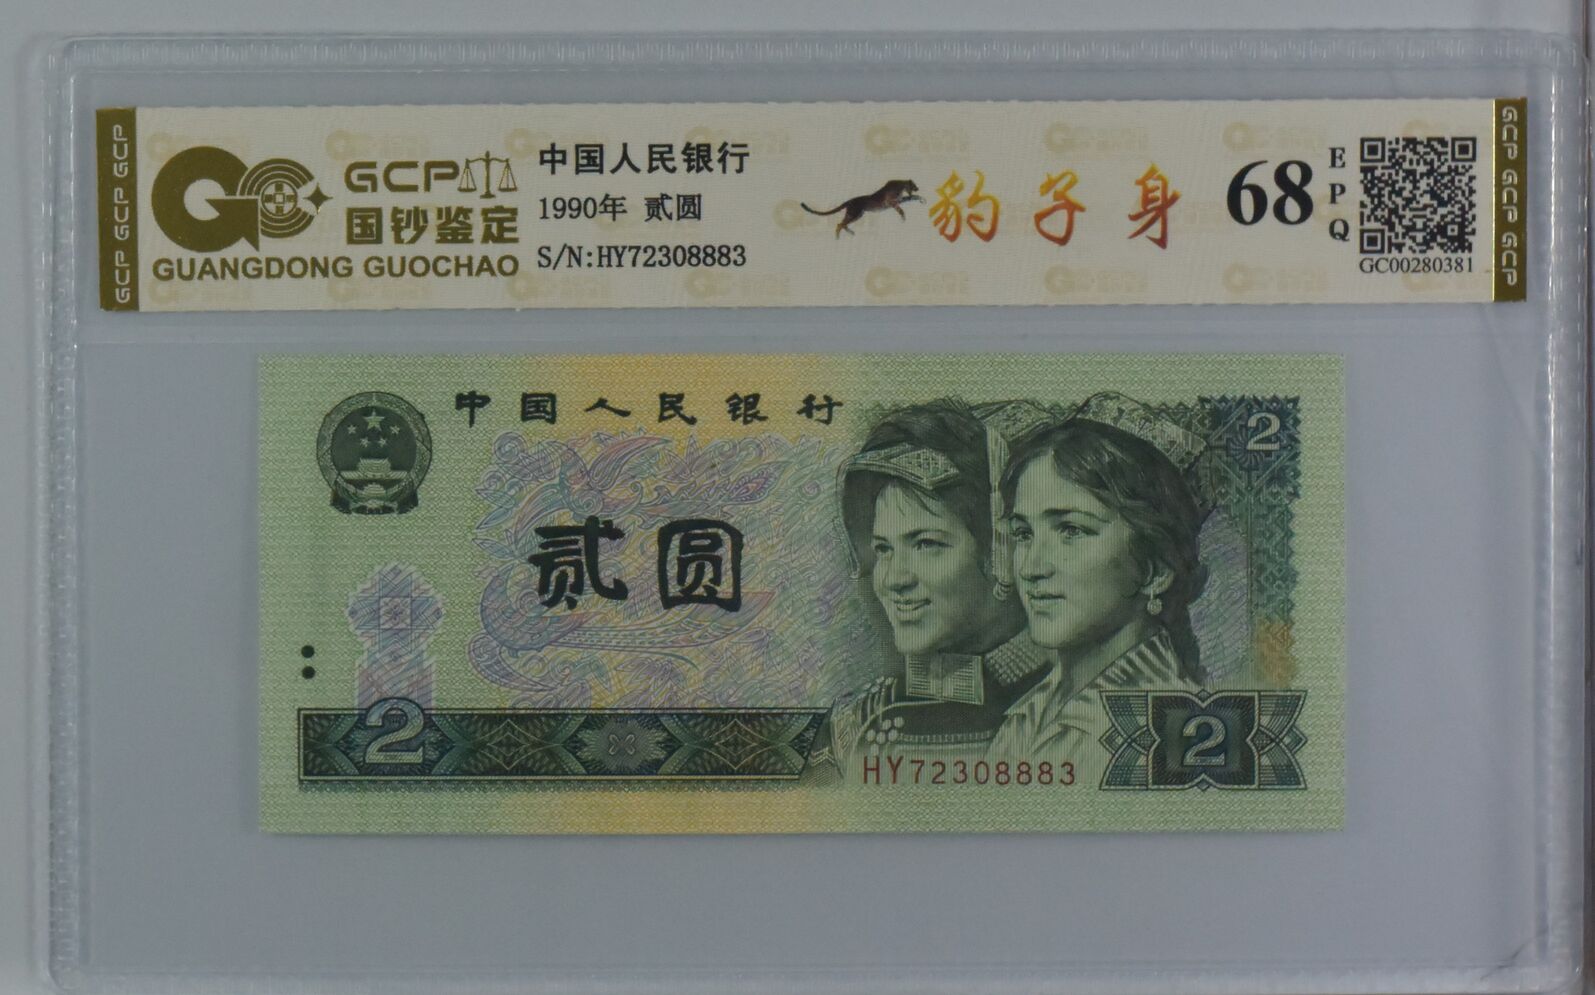 GCP GCP GCP
GCP
国钞鉴定
GUANGDONG GUOCHAO
中国人民银行
1990年 贰圆
S/N:HY72308883
豹子身
68
EPQ
GC00280381
GCP GCP GCP
中国人民银行
2
贰圆
2
HY72308883
2